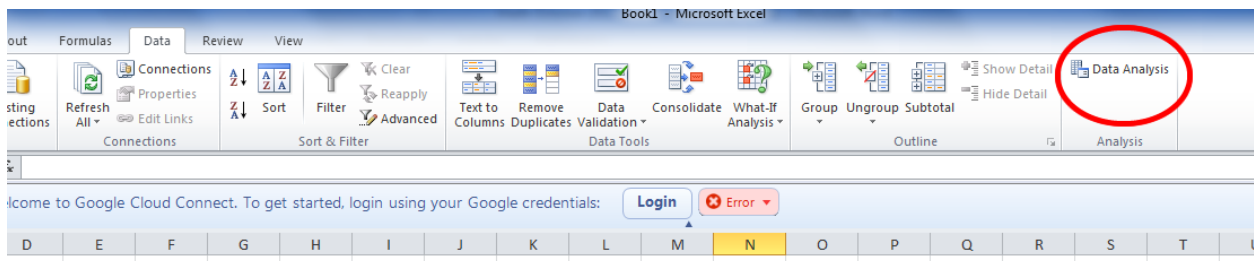 Book1 - Microsoft Excel
out Formulas Data Review View
Connections Clear Show Detail Data Analysis
Properties Reapply Hide Detail
Edit Links Advanced
sting Refresh Sort Filter Text to Remove Data Consolidate What-If Group Ungroup Subtotal
ections All Columns Duplicates Validation Analysis
Connections Sort & Filter Data Tools Outline Analysis
elcome to Google Cloud Connect. To get started, login using your Google credentials: Login Error
D E F G H I J K L M N O P Q R S T